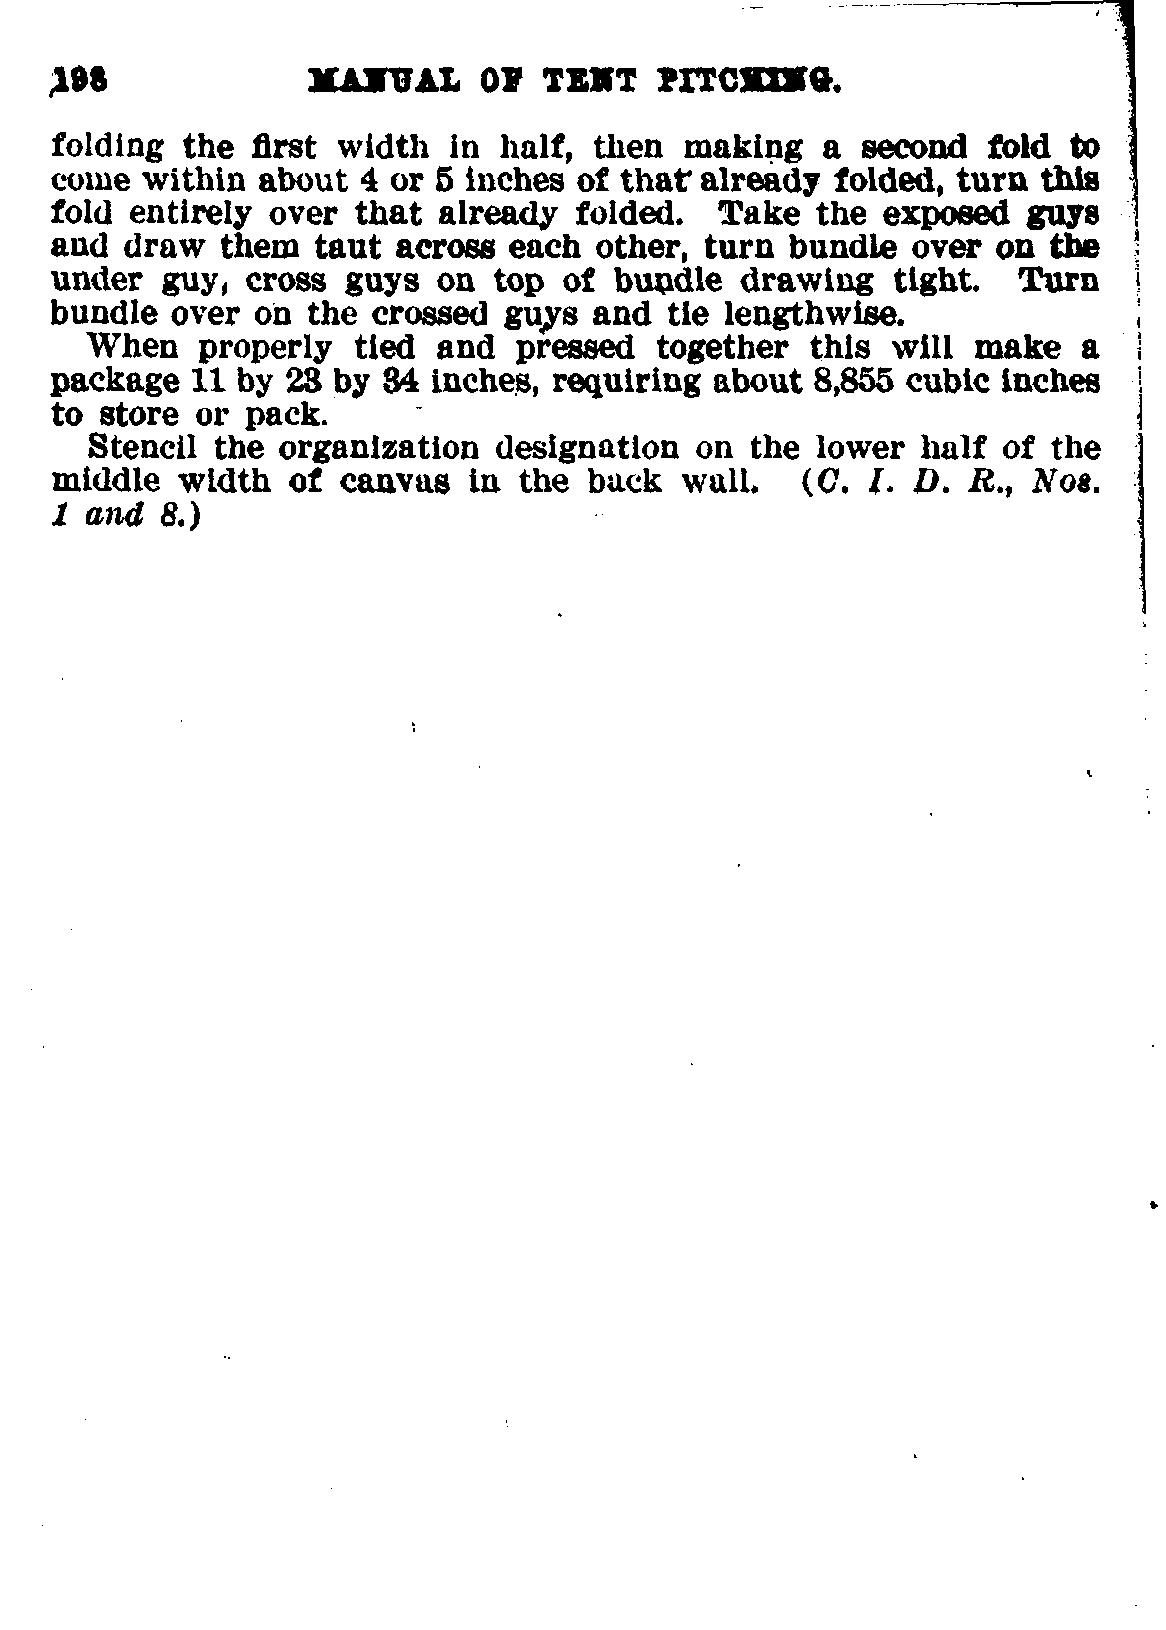 198 MANUAL OF TENT PITCHING.
folding the first width in half, then making a second fold to
come within about 4 or 5 inches of that already folded, turn this
fold entirely over that already folded. Take the exposed guys
and draw them taut across each other, turn bundle over on the
under guy, cross guys on top of bundle drawing tight. Turn
bundle over on the crossed guys and tie lengthwise.
When properly tied and pressed together this will make a
package 11 by 23 by 34 inches, requiring about 8,855 cubic inches
to store or pack.
Stencil the organization designation on the lower half of the
middle width of canvas in the back wall. (C. I. D. R., Nos.
1 and 8.)